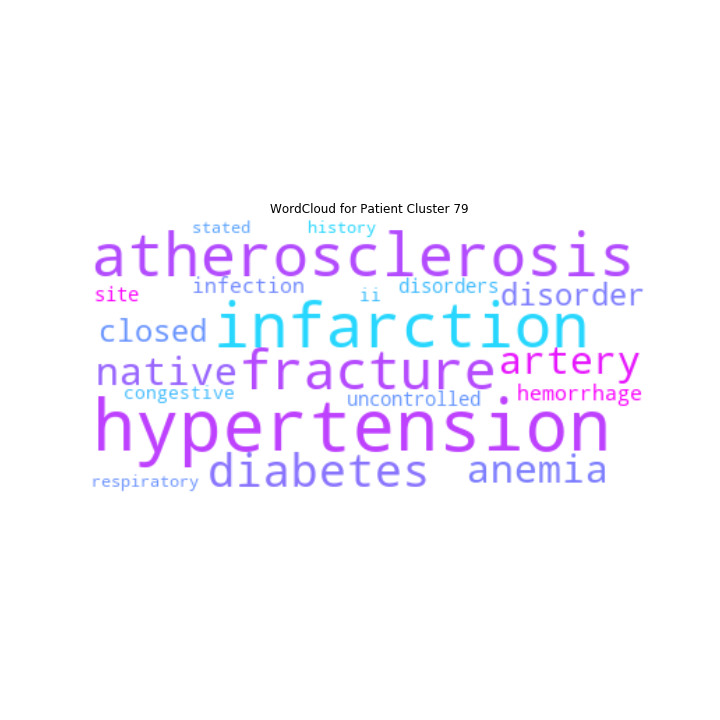 WordCloud for Patient Cluster 79
stated history
atherosclerosis
site infection ii disorders disorder
closed infarction
native fracture artery
congestive uncontrolled hemorrhage
hypertension
respiratory diabetes anemia